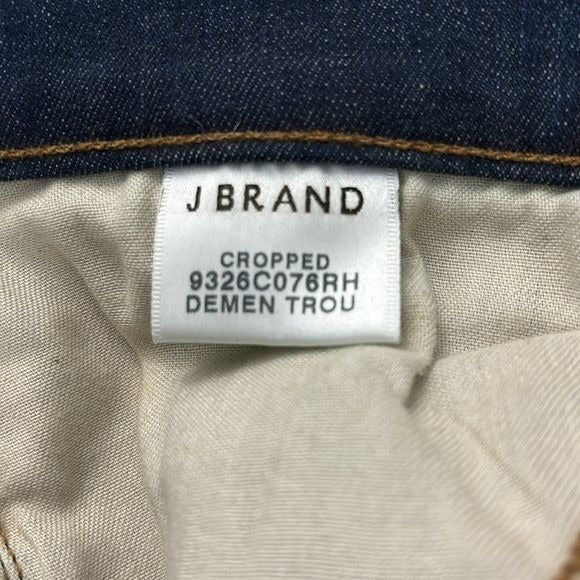 J BRAND
CROPPED
9326C076RH
DEMEN TROU